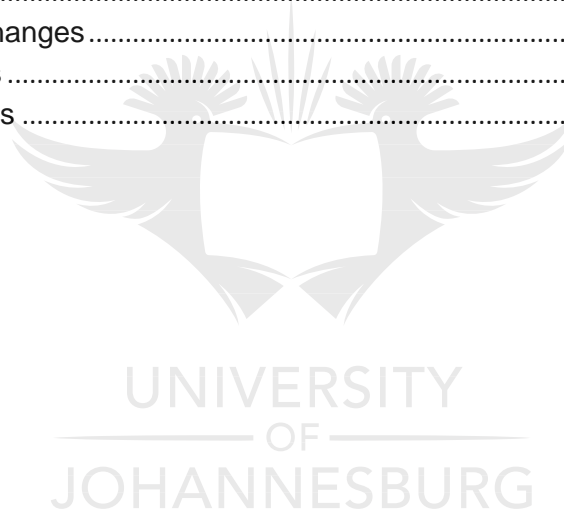 .....................................................................................
hanges.........................................................................
s .....................................................................................
s ...................................................................................
UNIVERSITY
OF
JOHANNESBURG